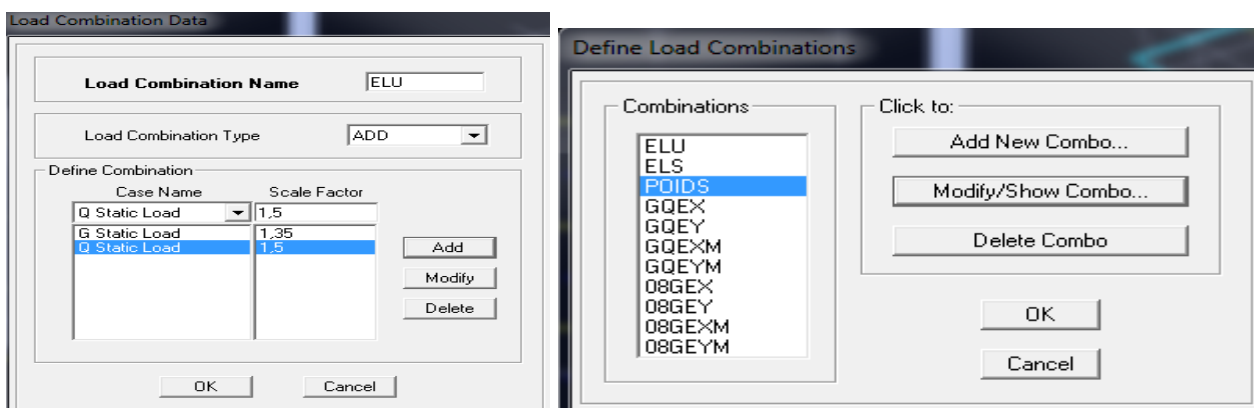 Load Combination Data
Load Combination Name ELU
Load Combination Type ADD
Define Combination
Case Name Scale Factor
Q Static Load 1,5
G Static Load 1,35
Q Static Load 1,5
Add
Modify
Delete
OK Cancel
Define Load Combinations
Combinations
ELU
ELS
POIDS
GQEX
GQEY
GQEXM
GQEYM
08GEX
08GEY
08GEXM
08GEYM
Click to:
Add New Combo...
Modify/Show Combo...
Delete Combo
OK
Cancel